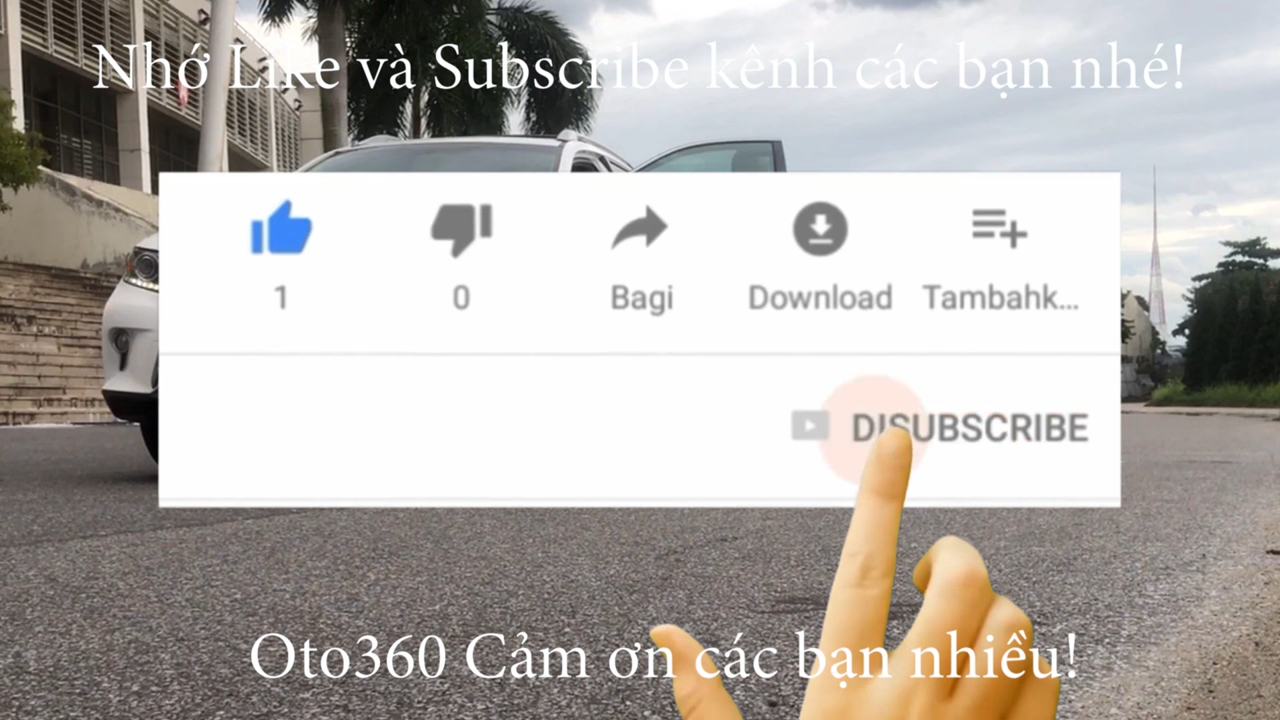 Nhớ Like và Subscribe kênh các bạn nhé!
1 0 Bagi Download Tambahk...
DISUBSCRIBE
Oto360 Cảm ơn các bạn nhiều!